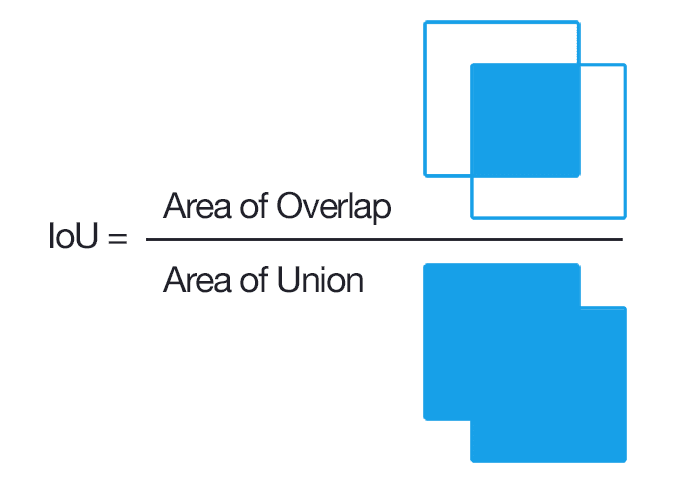 Area of Overlap
IoU =
Area of Union